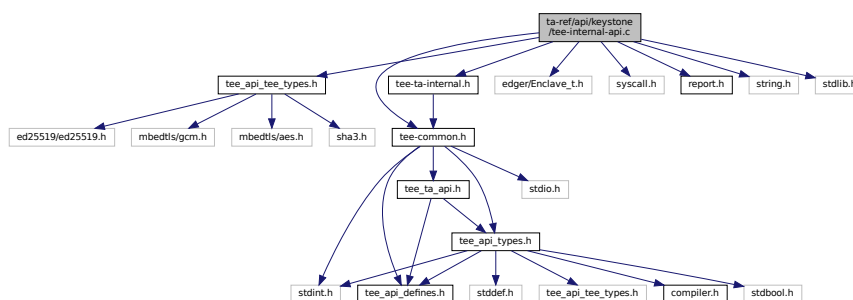 ta-ref/api/keystone
/tee-internal-api.c
tee_api_tee_types.h
tee-ta-internal.h
edger/Enclave_t.h
syscall.h
report.h
string.h
stdlib.h
ed25519/ed25519.h
mbedtls/gcm.h
mbedtls/aes.h
sha3.h
tee-common.h
tee_ta_api.h
stdio.h
tee_api_types.h
stdint.h
tee_api_defines.h
stddef.h
tee_api_tee_types.h
compiler.h
stdbool.h